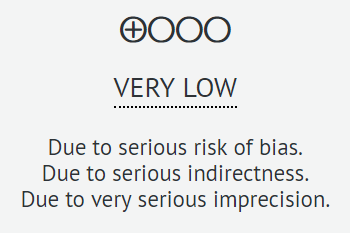 ⊕○○○
VERY LOW
Due to serious risk of bias.
Due to serious indirectness.
Due to very serious imprecision.